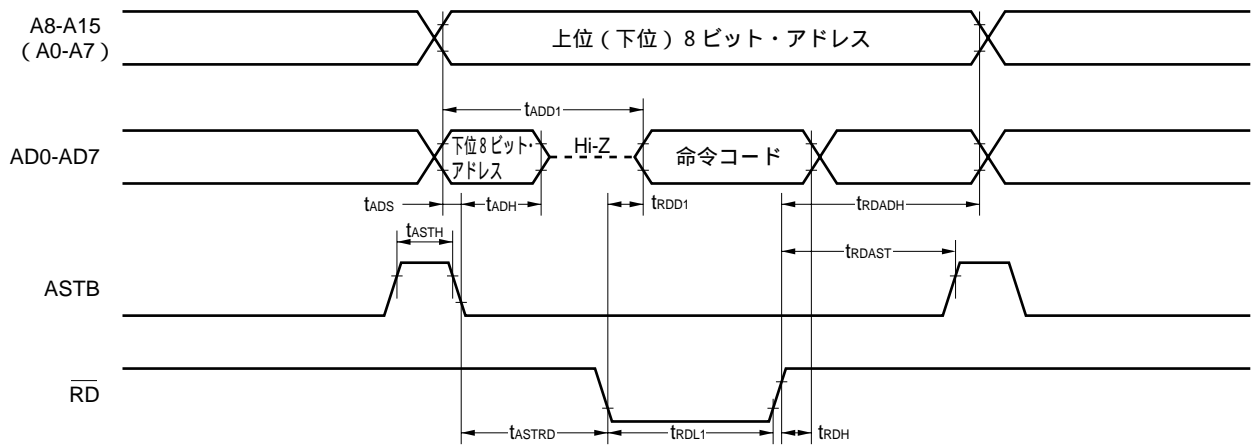 A8-A15
(A0-A7)
上位(下位)8ビット・アドレス
tADD1
AD0-AD7
下位8ビット・
アドレス
Hi-Z
命令コード
tADS
tADH
tRDD1
tRDADH
tASTH
tRDAST
ASTB
RD
tASTRD
tRDL1
tRDH